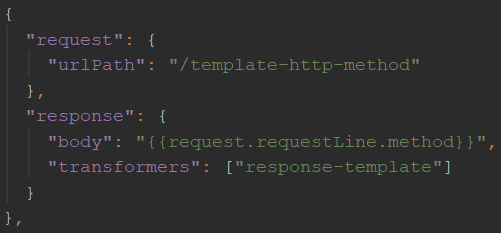 {
  "request": {
    "urlPath": "/template-http-method"
  },
  "response": {
    "body": "{{request.requestLine.method}}",
    "transformers": ["response-template"]
  }
},